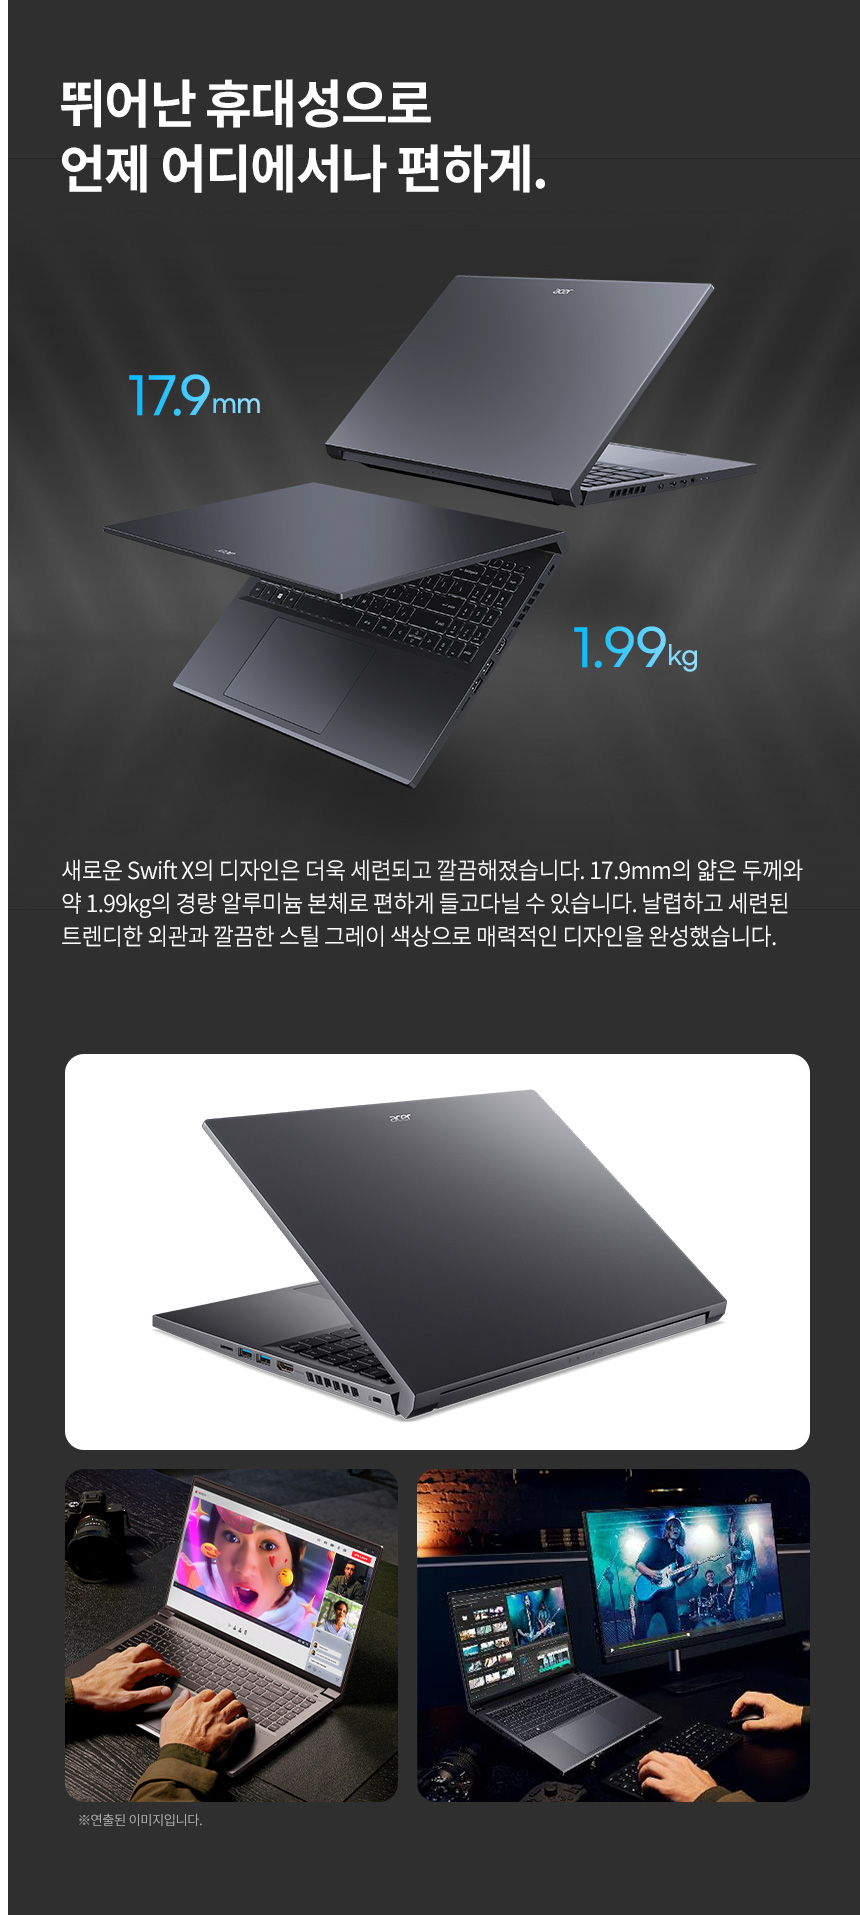 뛰어난 휴대성으로
언제 어디에서나 편하게.
acer
17.9mm
acer
1.99kg
새로운 Swift X의 디자인은 더욱 세련되고 깔끔해졌습니다. 17.9mm의 얇은 두께와
약 1.99kg의 경량 알루미늄 본체로 편하게 들고다닐 수 있습니다. 날렵하고 세련된
트렌디한 외관과 깔끔한 스틸 그레이 색상으로 매력적인 디자인을 완성했습니다.
acer
※연출된 이미지입니다.